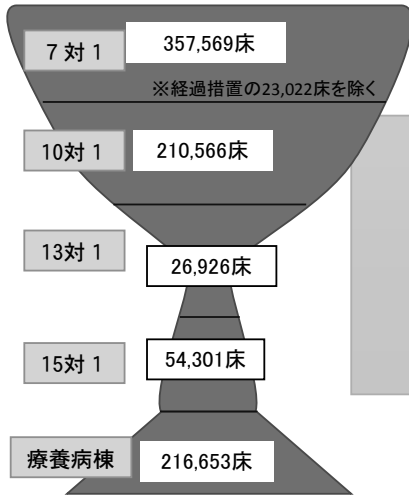 7対1
357,569床
※経過措置の23,022床を除く
10対1
210,566床
13対1
26,926床
15対1
54,301床
療養病棟
216,653床